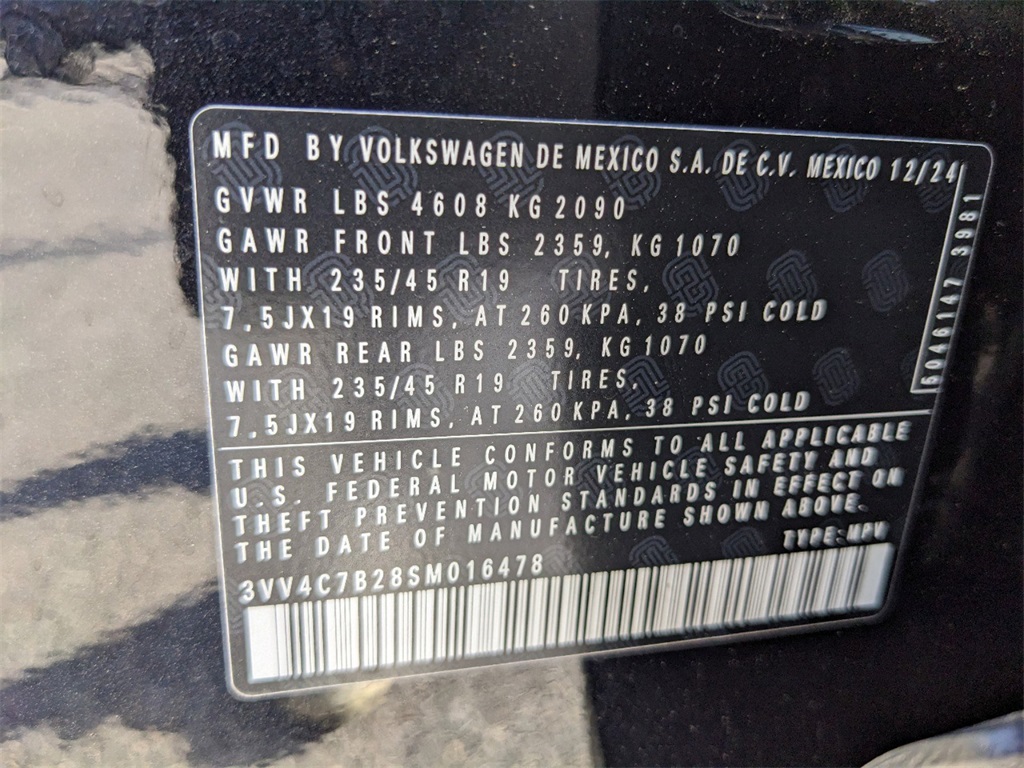 MFD BY VOLKSWAGEN DE MEXICO S.A. DE C.V. MEXICO 12/24
GVWR LBS 4608 KG 2090
GAWR FRONT LBS 2359, KG 1070
WITH 235/45 R19 TIRES,
7,5JX19 RIMS, AT 260 KPA, 38 PSI COLD
GAWR REAR LBS 2359, KG 1070
WITH 235/45 R19 TIRES,
7,5JX19 RIMS, AT 260 KPA, 38 PSI COLD
5046142 3981
THIS VEHICLE CONFORMS TO ALL APPLICABLE
U.S. FEDERAL MOTOR VEHICLE SAFETY AND
THEFT PREVENTION STANDARDS IN EFFECT ON
THE DATE OF MANUFACTURE SHOWN ABOVE.
TYPE: MPV
3VV4C7B28SM016478